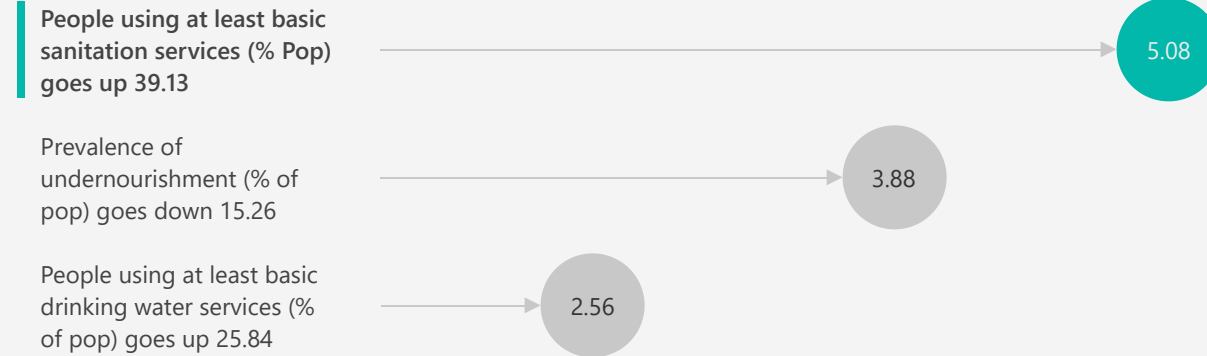 People using at least basic
sanitation services (% Pop)
goes up 39.13
5.08
Prevalence of
undernourishment (% of
pop) goes down 15.26
3.88
People using at least basic
drinking water services (%
of pop) goes up 25.84
2.56